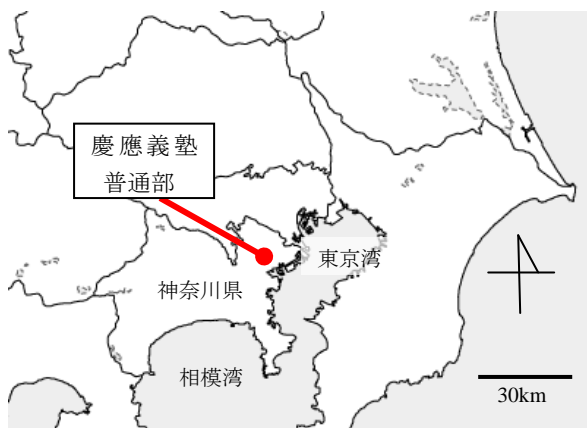 慶應義塾
普通部
東京湾
神奈川県
相模湾
30km